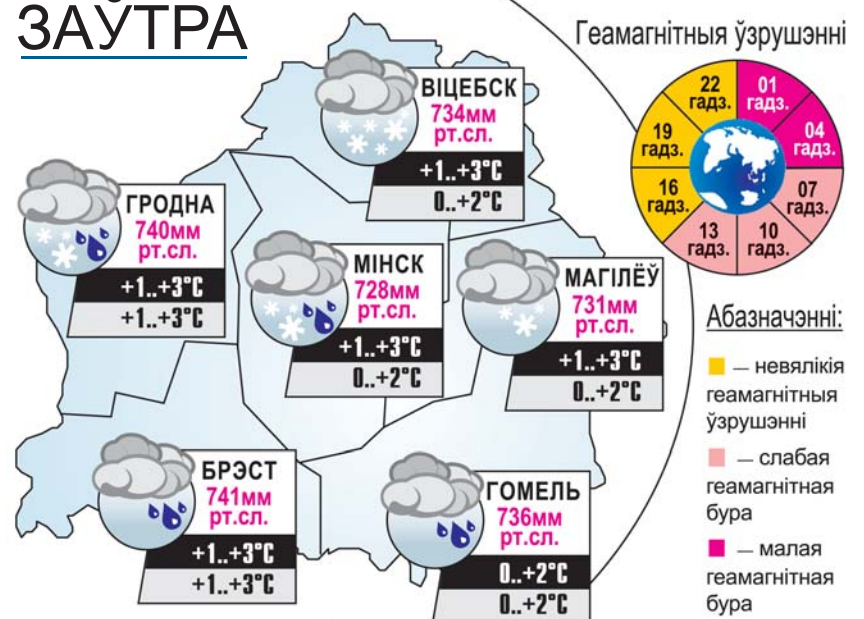 ЗАЎТРА
Геамагнітныя ўзрушэнні
ВІЦЕБСК
734мм
рт.сл.
+1..+3°C
0..+2°C
ГРОДНА
740мм
рт.сл.
+1..+3°C
+1..+3°C
МІНСК
728мм
рт.сл.
+1..+3°C
0..+2°C
МАГІЛЁЎ
731мм
рт.сл.
+1..+3°C
0..+2°C
БРЭСТ
741мм
рт.сл.
+1..+3°C
+1..+3°C
ГОМЕЛЬ
736мм
рт.сл.
0..+2°C
0..+2°C
01
гадз.
04
гадз.
07
гадз.
10
гадз.
13
гадз.
16
гадз.
19
гадз.
22
гадз.
Абазначэнні:
— невялікія
геамагнітныя
ўзрушэнні
— слабая
геамагнітная
бура
— малая
геамагнітная
бура